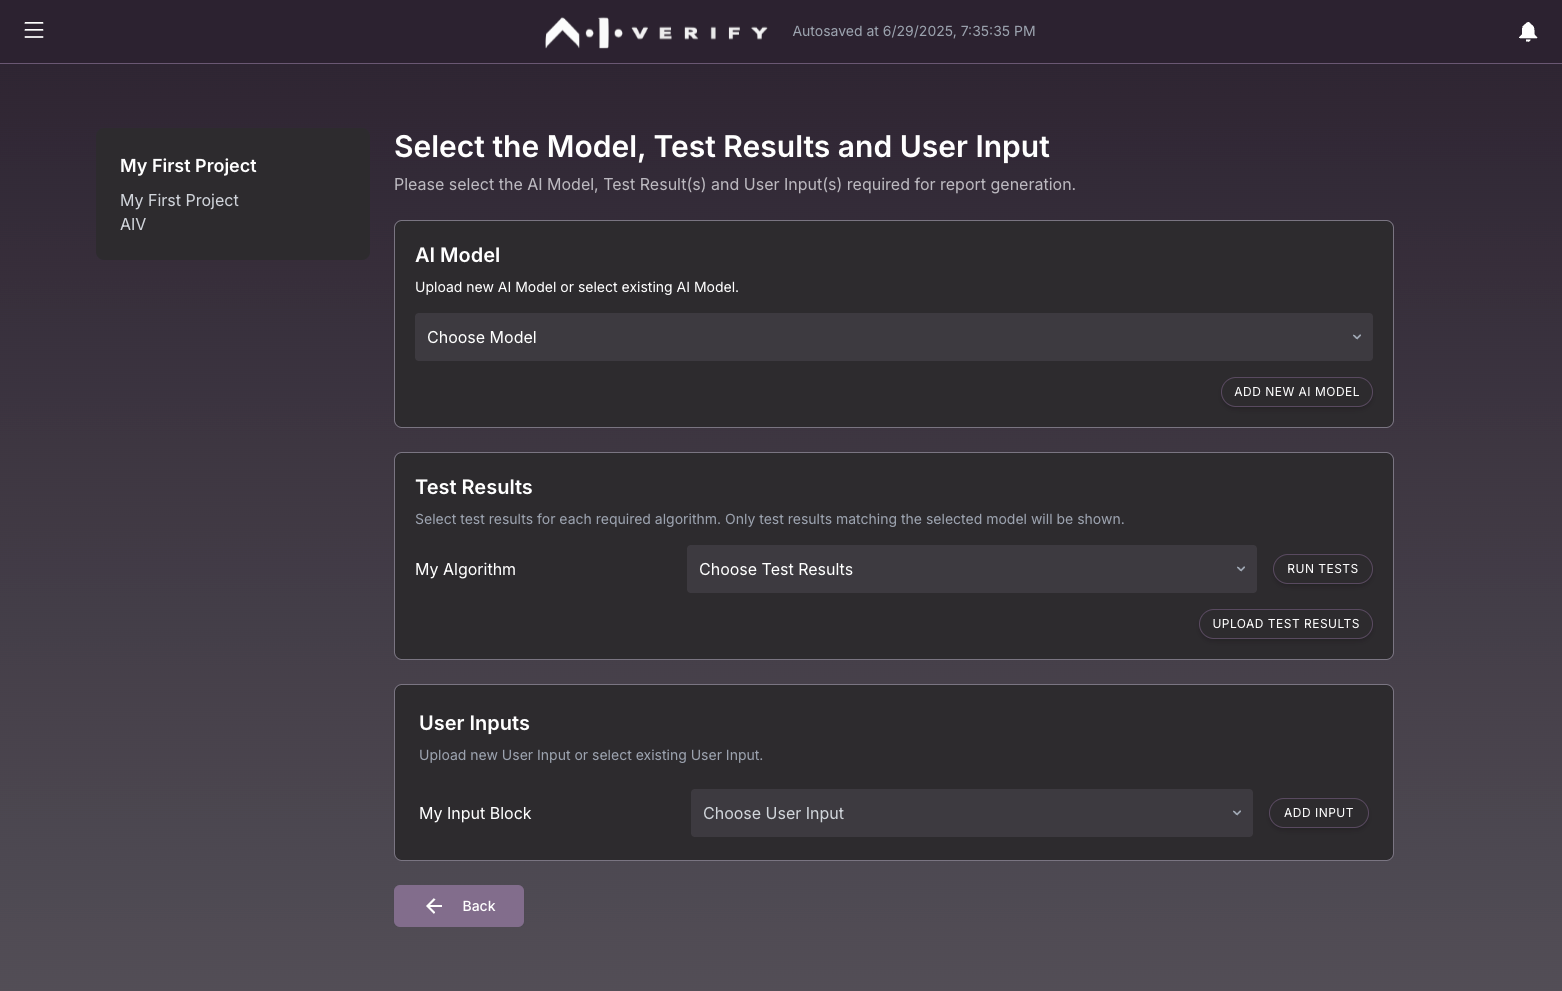 A.I. VERIFY
Autosaved at 6/29/2025, 7:35:35 PM
My First Project
My First Project
AIV
Select the Model, Test Results and User Input
Please select the AI Model, Test Result(s) and User Input(s) required for report generation.
AI Model
Upload new AI Model or select existing AI Model.
Choose Model
ADD NEW AI MODEL
Test Results
Select test results for each required algorithm. Only test results matching the selected model will be shown.
My Algorithm
Choose Test Results
RUN TESTS
UPLOAD TEST RESULTS
User Inputs
Upload new User Input or select existing User Input.
My Input Block
Choose User Input
ADD INPUT
Back